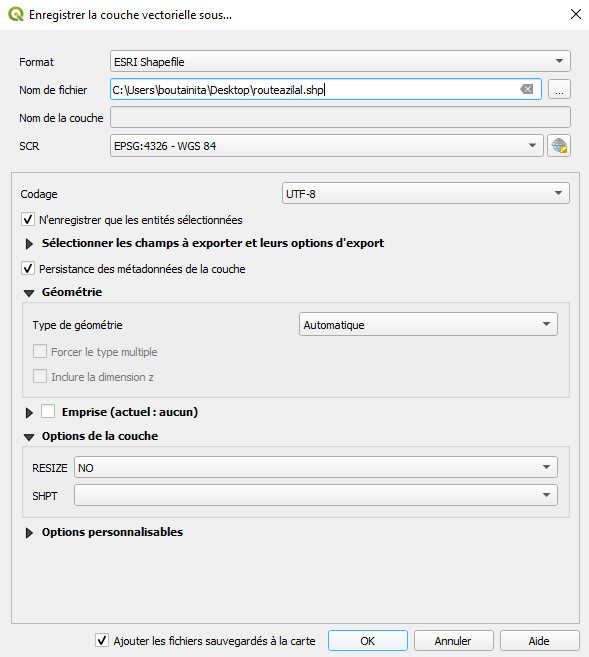 Enregistrer la couche vectorielle sous...
Format ESRI Shapefile
Nom de fichier C:\Users\boutainita\Desktop\routeazilal.shp ...
Nom de la couche
SCR EPSG:4326 - WGS 84
Codage UTF-8
N'enregistrer que les entités sélectionnées
Sélectionner les champs à exporter et leurs options d'export
Persistance des métadonnées de la couche
Géométrie
Type de géométrie Automatique
Forcer le type multiple
Inclure la dimension z
Emprise (actuel : aucun)
Options de la couche
RESIZE NO
SHPT
Options personnalisables
Ajouter les fichiers sauvegardés à la carte OK Annuler Aide